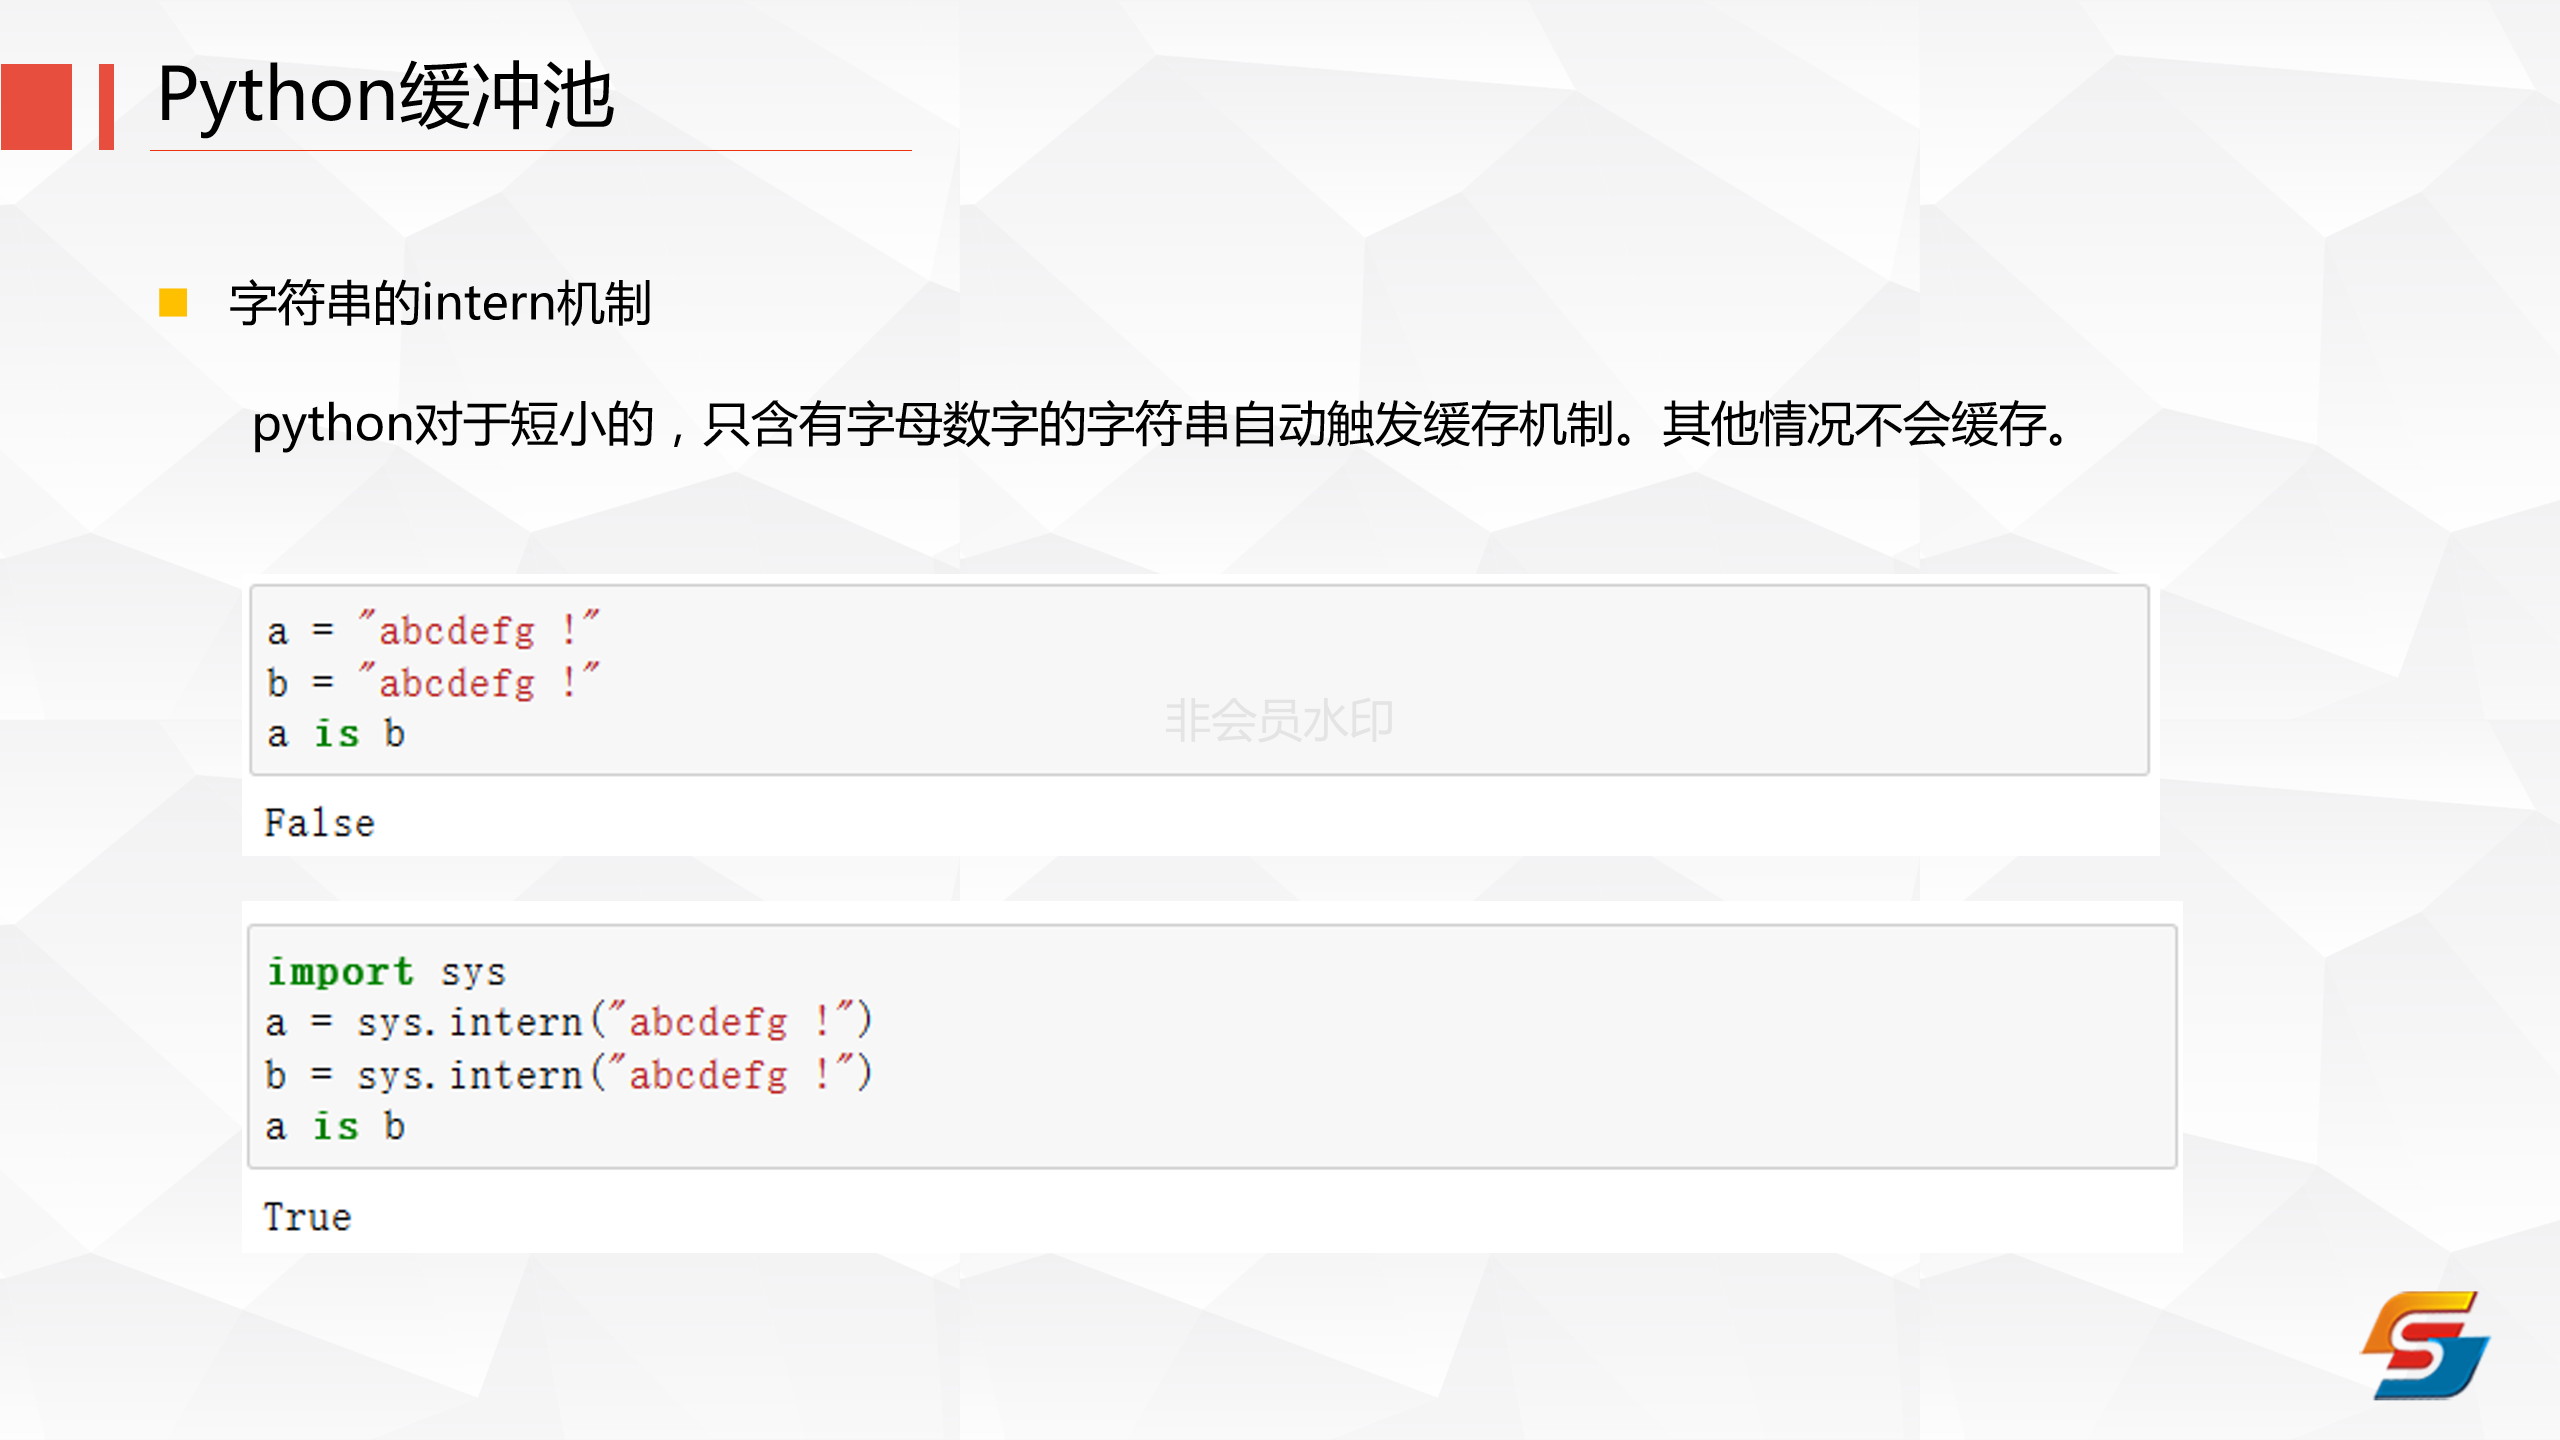 Python缓冲池
字符串的intern机制
python对于短小的，只含有字母数字的字符串自动触发缓存机制。其他情况不会缓存。
a = "abcdefg !"
b = "abcdefg !"
a is b
非会员水印
False
import sys
a = sys.intern("abcdefg !")
b = sys.intern("abcdefg !")
a is b
True